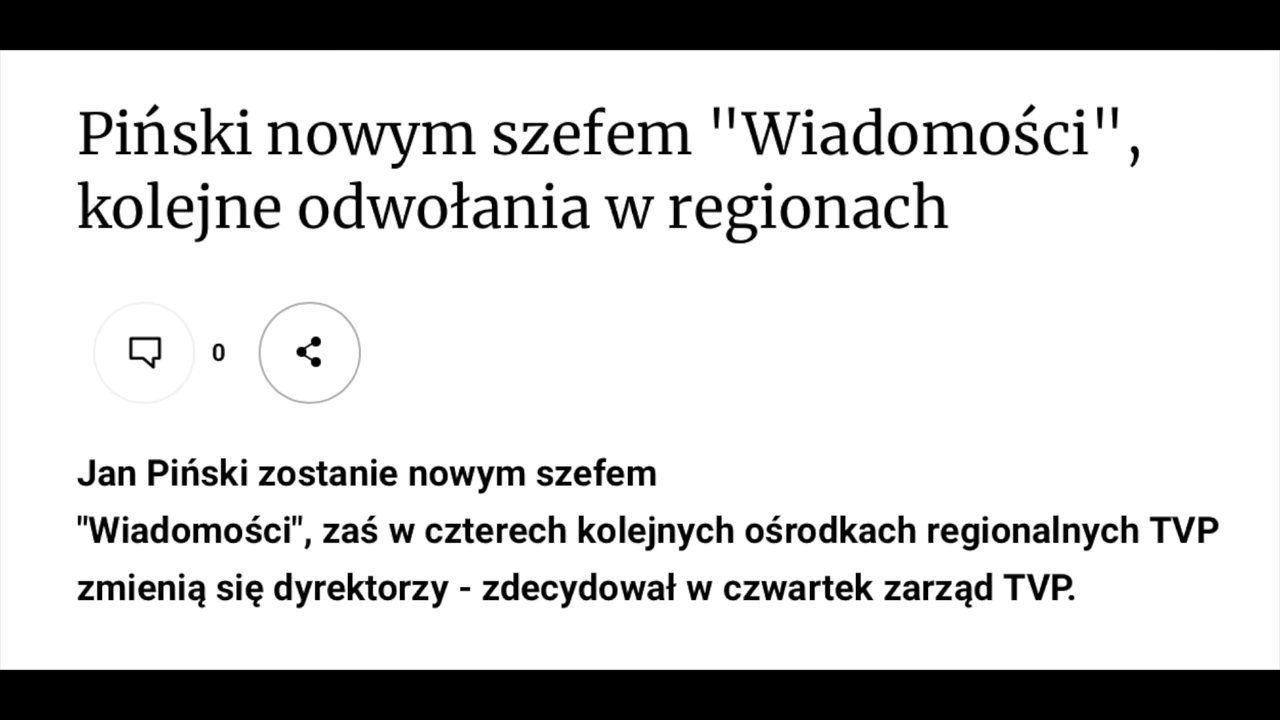 Piński nowym szefem "Wiadomości",
kolejne odwołania w regionach
0
Jan Piński zostanie nowym szefem
"Wiadomości", zaś w czterech kolejnych ośrodkach regionalnych TVP
zmienią się dyrektorzy - zdecydował w czwartek zarząd TVP.